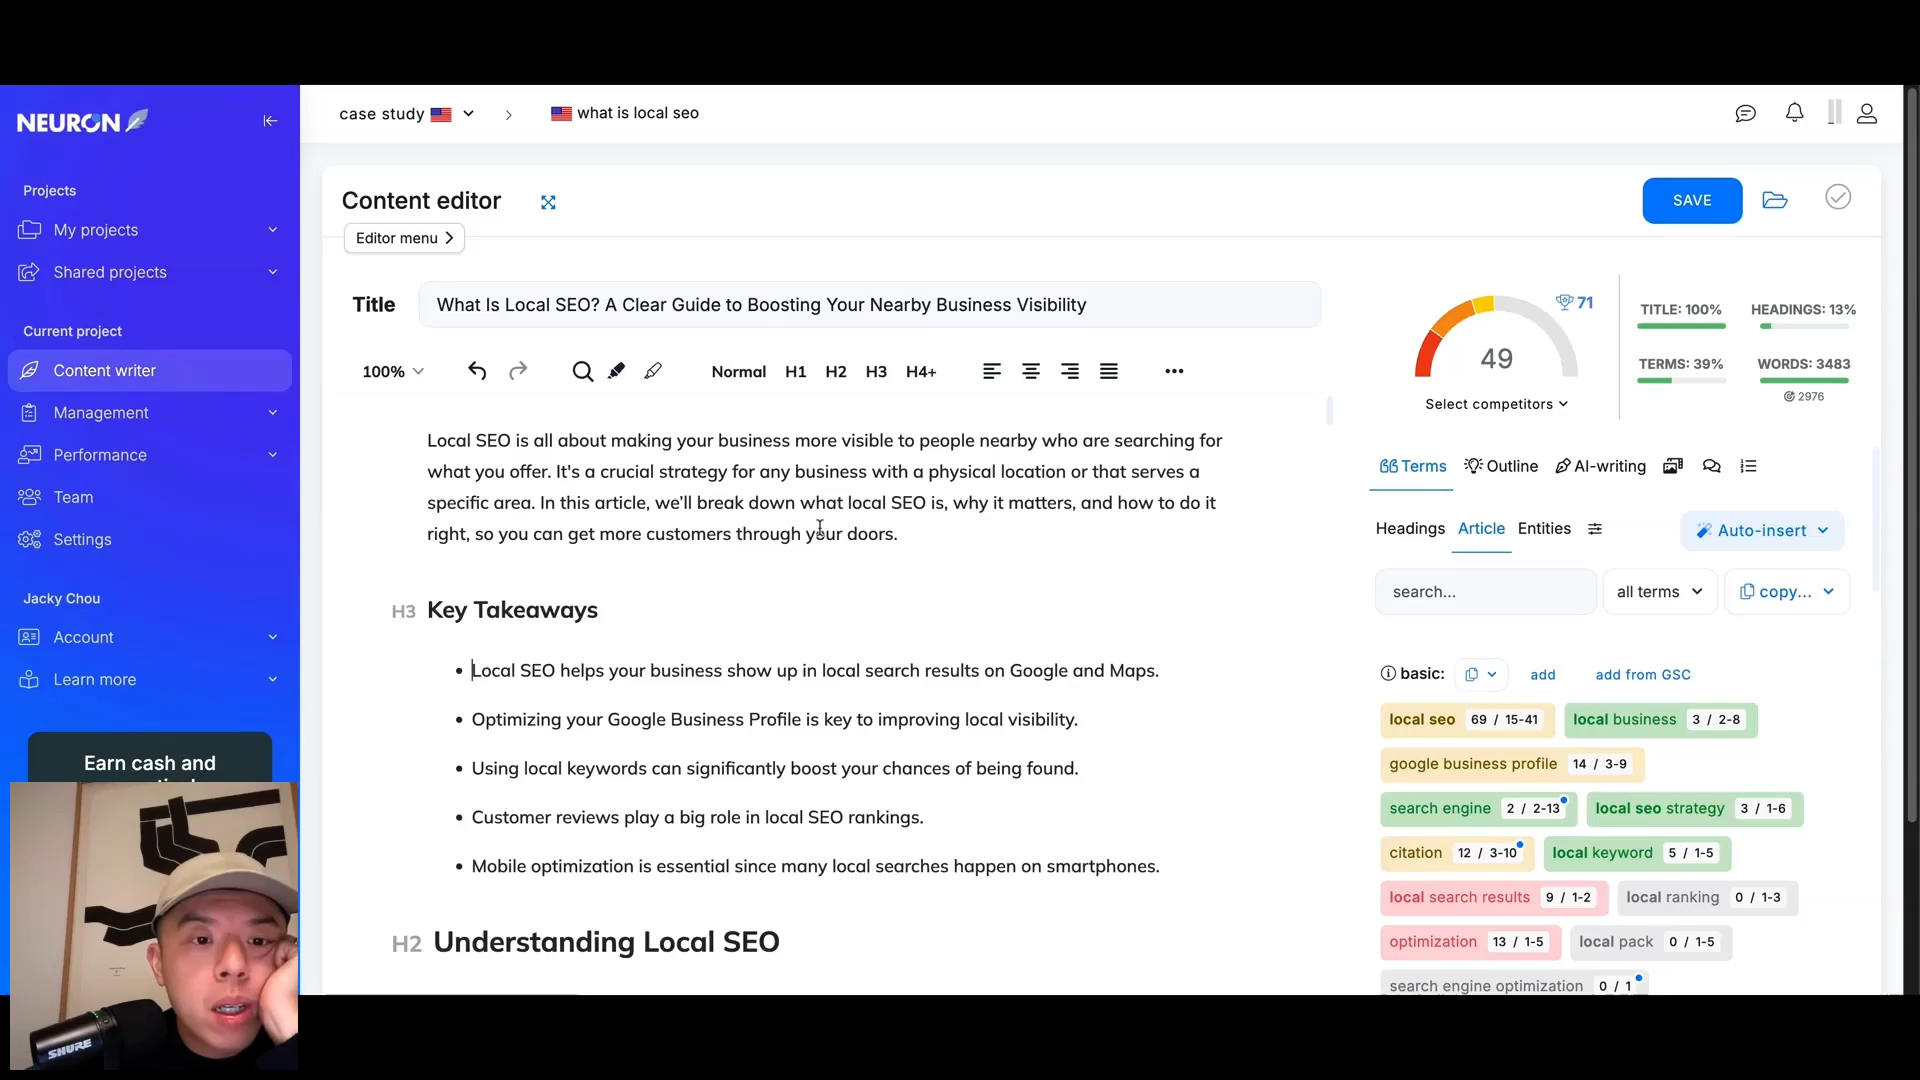 NEURON
case study
what is local seo
Projects
My projects
Shared projects
Current project
Content writer
Management
Performance
Team
Settings
Jacky Chou
Account
Learn more
Earn cash and
Content editor
SAVE
Editor menu
Title
What Is Local SEO? A Clear Guide to Boosting Your Nearby Business Visibility
100%
Normal H1 H2 H3 H4+
Local SEO is all about making your business more visible to people nearby who are searching for
what you offer. It's a crucial strategy for any business with a physical location or that serves a
specific area. In this article, we'll break down what local SEO is, why it matters, and how to do it
right, so you can get more customers through your doors.
H3 Key Takeaways
• Local SEO helps your business show up in local search results on Google and Maps.
• Optimizing your Google Business Profile is key to improving local visibility.
• Using local keywords can significantly boost your chances of being found.
• Customer reviews play a big role in local SEO rankings.
• Mobile optimization is essential since many local searches happen on smartphones.
H2 Understanding Local SEO
71
49
Select competitors
TITLE: 100% HEADINGS: 13%
TERMS: 39% WORDS: 3483
2976
Terms Outline AI-writing
Headings Article Entities
Auto-insert
search...
all terms
copy...
basic:
add
add from GSC
local seo 69 / 15-41
local business 3 / 2-8
google business profile 14 / 3-9
search engine 2 / 2-13
local seo strategy 3 / 1-6
citation 12 / 3-10
local keyword 5 / 1-5
local search results 9 / 1-2
local ranking 0 / 1-3
optimization 13 / 1-5
local pack 0 / 1-5
search engine optimization 0 / 1
SHURE